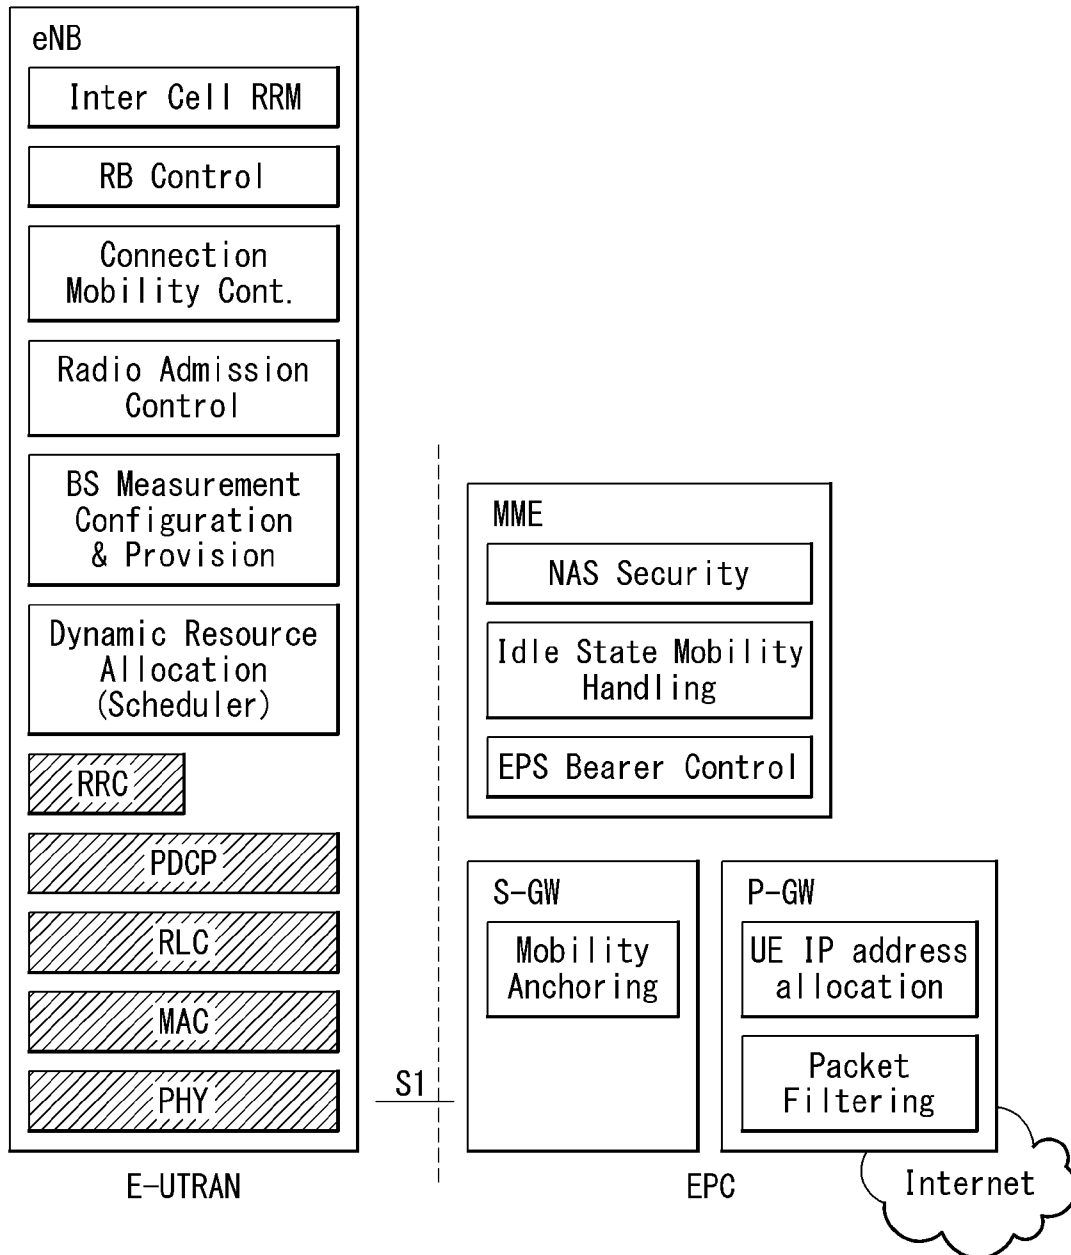 eNB
Inter Cell RRM
RB Control
Connection
Mobility Cont.
Radio Admission
Control
BS Measurement
Configuration
& Provision
Dynamic Resource
Allocation
(Scheduler)
RRC
PDCP
RLC
MAC
PHY
E-UTRAN
S1
MME
NAS Security
Idle State Mobility
Handling
EPS Bearer Control
S-GW
Mobility
Anchoring
P-GW
UE IP address
allocation
Packet
Filtering
EPC
Internet